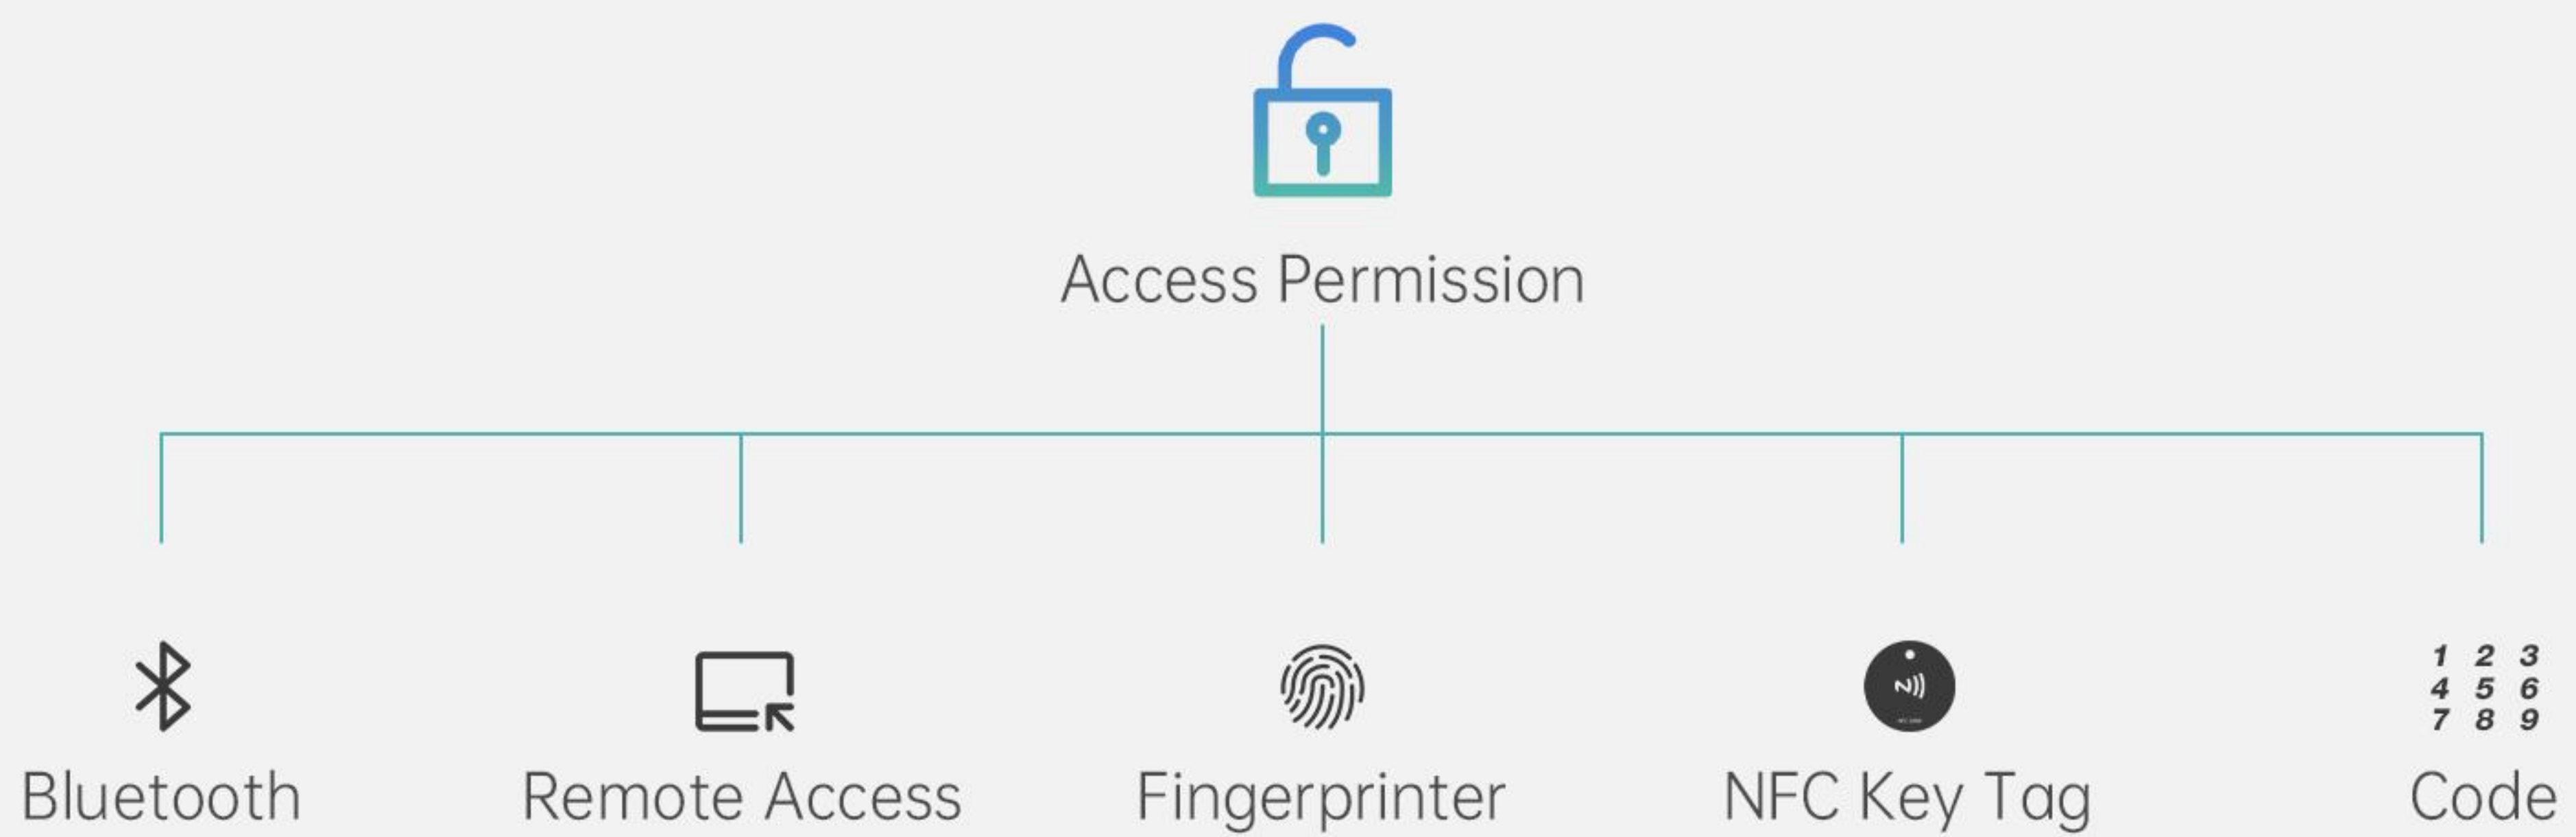 Access Permission
1 2 3
4 5 6
7 8 9
Bluetooth
Remote Access
Fingerprinter
NFC Key Tag
Code